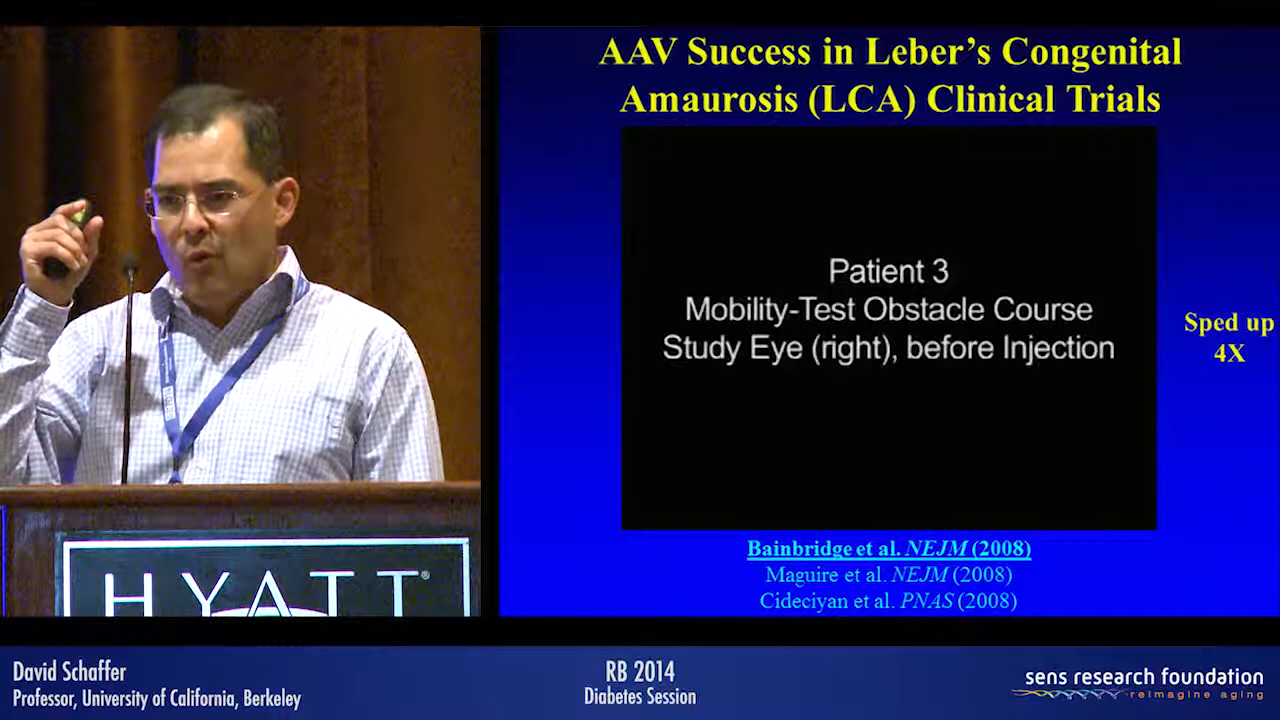 AAV Success in Leber's Congenital
Amaurosis (LCA) Clinical Trials
Patient 3
Mobility-Test Obstacle Course
Study Eye (right), before Injection
Sped up
4X
Bainbridge et al. NEJM (2008)
Maguire et al. NEJM (2008)
Cideciyan et al. PNAS (2008)
HYATT®
David Schaffer
Professor, University of California, Berkeley
RB 2014
Diabetes Session
sens research foundation
reimagine aging